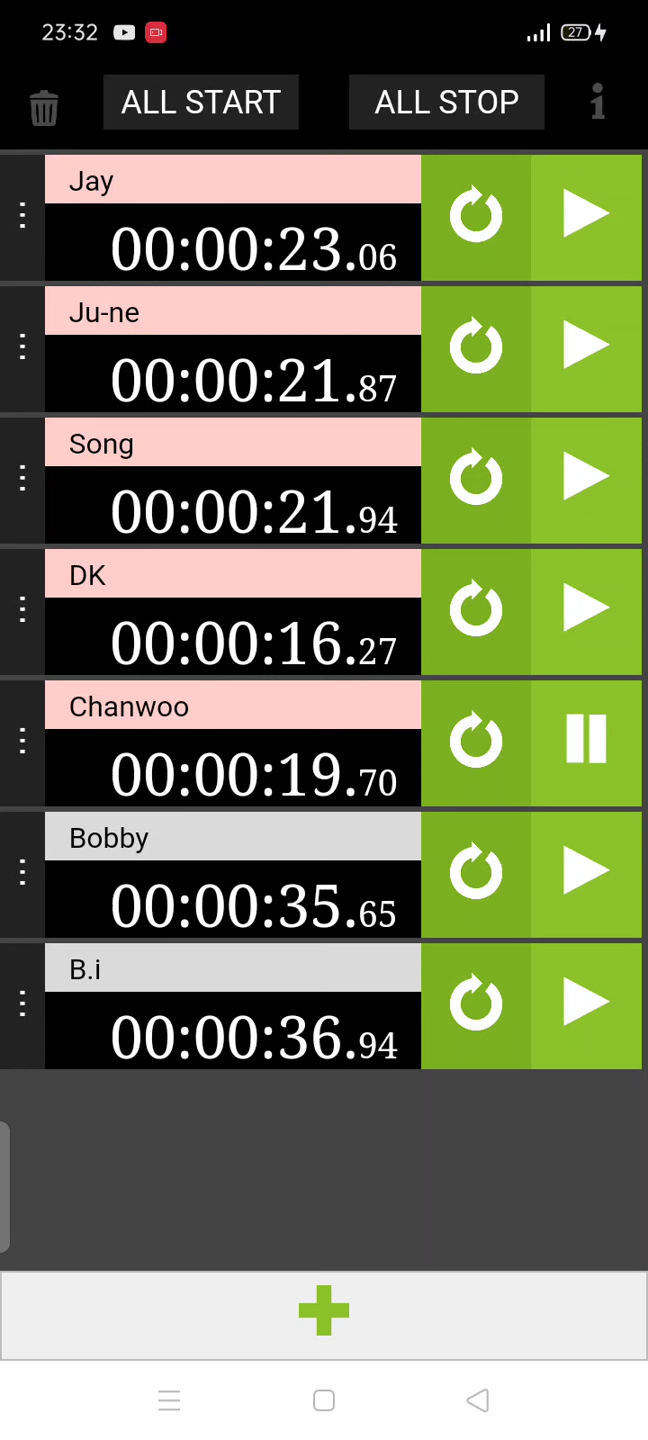 23:32
27
ALL START
ALL STOP
Jay
00:00:23.06
Ju-ne
00:00:21.87
Song
00:00:21.94
DK
00:00:16.27
Chanwoo
00:00:19.70
Bobby
00:00:35.65
B.i
00:00:36.94